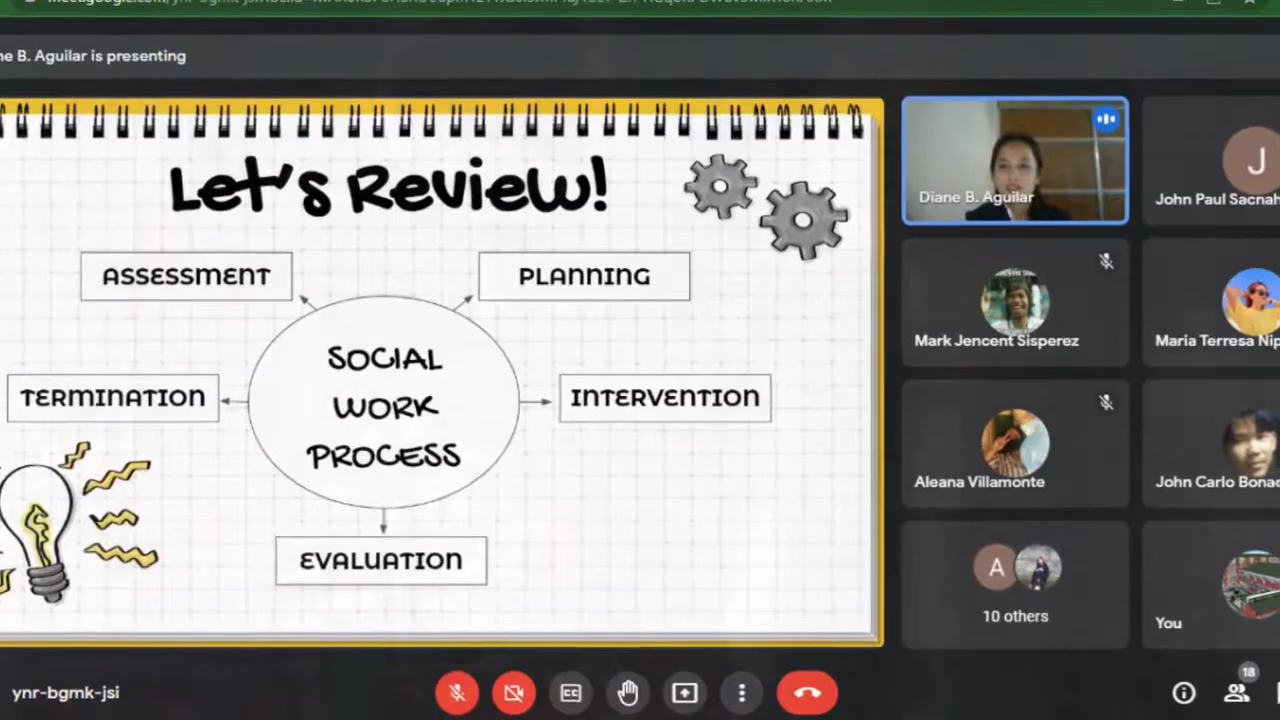 ne B. Aguilar is presenting
Let's Review!
ASSESSMENT
PLANNING
TERMINATION
SOCIAL
WORK
PROCESS
INTERVENTION
EVALUATION
Diane B. Aguilar
John Paul Sacnah
Mark Jencent Sisperez
Maria Terresa Nip
Aleana Villamonte
John Carlo Bonac
A
J
10 others
You
ynr-bgmk-jsi
CC
18